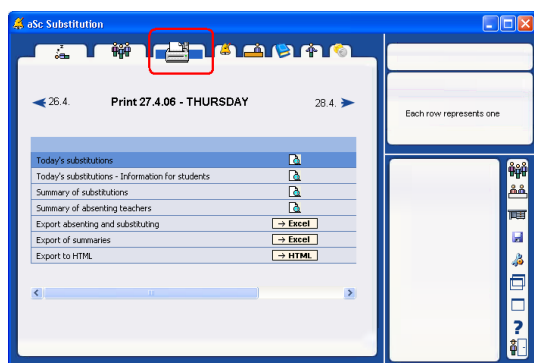 aSc Substitution
26.4. Print 27.4.06 - THURSDAY 28.4.
Each row represents one
Today's substitutions
Today's substitutions - Information for students
Summary of substitutions
Summary of absenting teachers
Export absenting and substituting → Excel
Export of summaries → Excel
Export to HTML → HTML